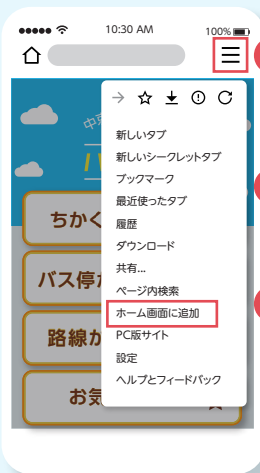 10:30 AM
100%
新しいタブ
新しいシークレットタブ
ブックマーク
最近使ったタブ
履歴
ダウンロード
共有...
ページ内検索
ホーム画面に追加
PC版サイト
設定
ヘルプとフィードバック
ちかく
バス停
路線が
お気